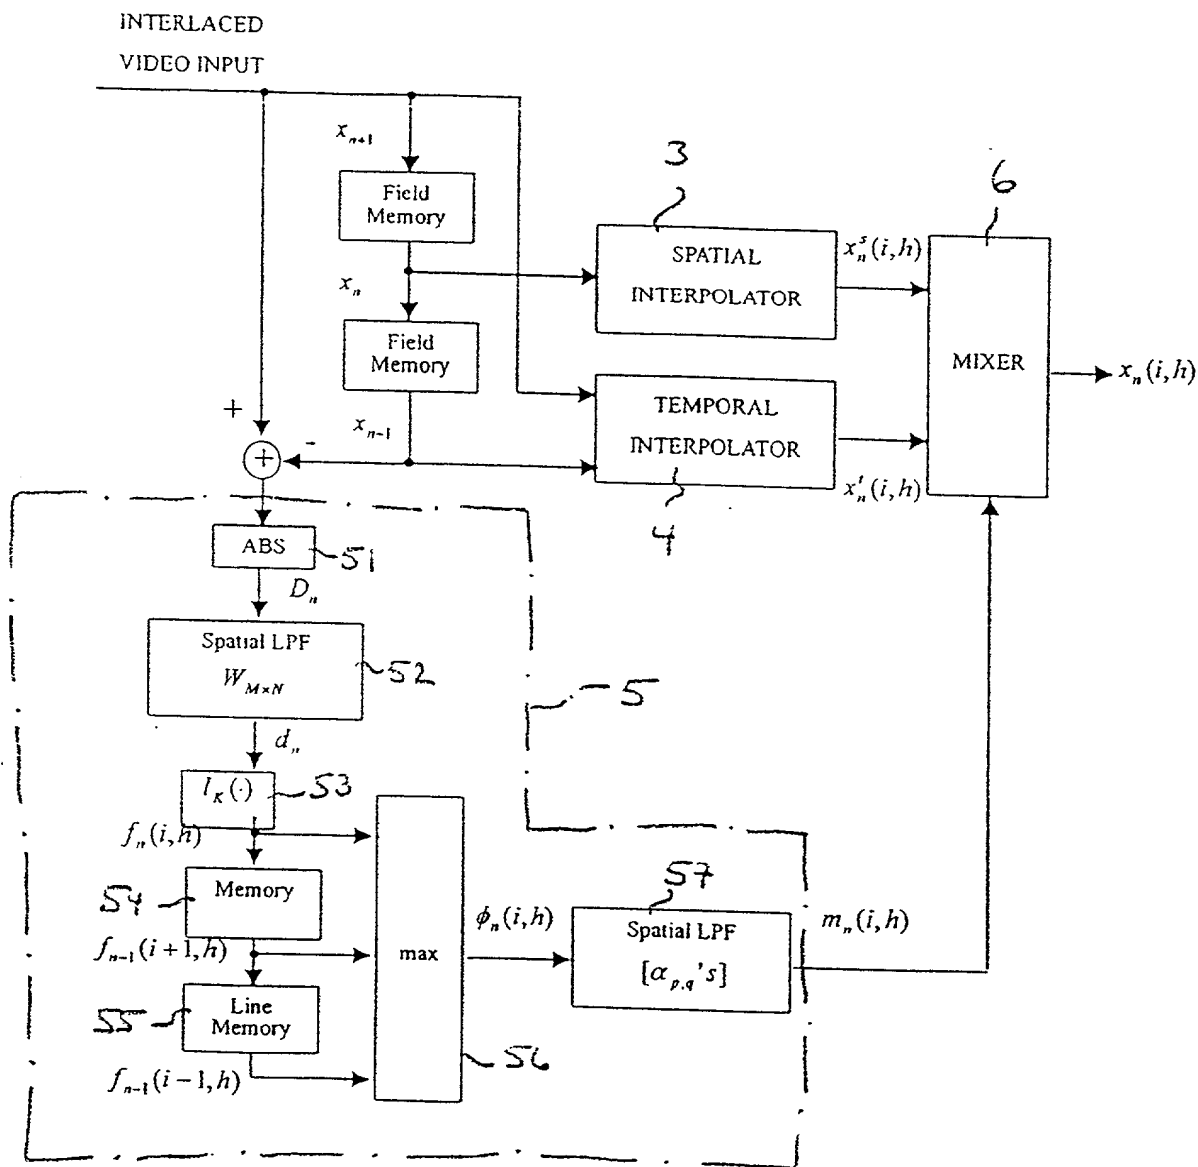 INTERLACED
VIDEO INPUT
x_{n+1}
Field
Memory
x_n
Field
Memory
x_{n-1}
+
-
+
3
SPATIAL
INTERPOLATOR
x_n^s(i,h)
TEMPORAL
INTERPOLATOR
4
x_n^t(i,h)
6
MIXER
x_n(i,h)
ABS
51
D_n
Spatial LPF
W_{M×N}
52
d_n
5
l_K(·)
53
f_n(i,h)
Memory
54
f_{n-1}(i+1,h)
Line
Memory
55
f_{n-1}(i-1,h)
max
56
ϕ_n(i,h)
57
Spatial LPF
[α_{p,q}'s]
m_n(i,h)